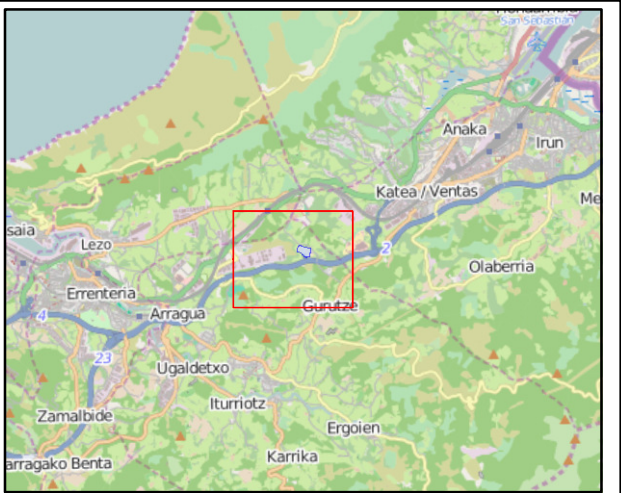 San Sebastián
Anaka
Irun
Katea / Ventas
Me
saia
Lezo
2
Olaberria
Errenteria
Gurutze
4
Arragua
23
Ugaldetxo
Iturriotz
Zamalbide
Ergoien
Karrika
arragako Benta